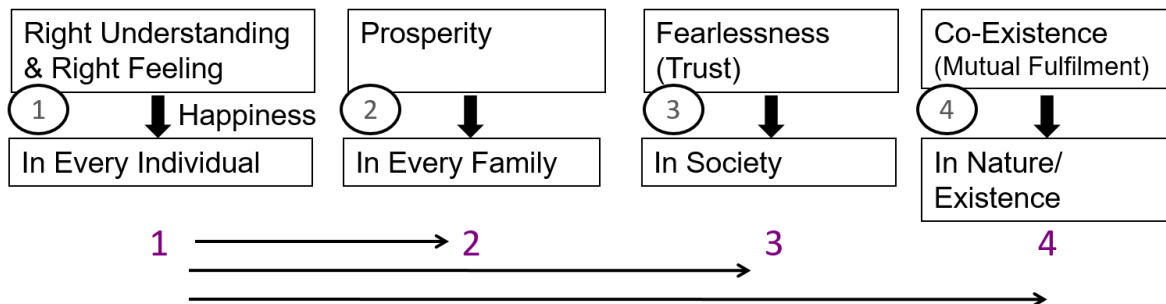 Right Understanding
& Right Feeling
1
Happiness
In Every Individual
Prosperity
2
In Every Family
Fearlessness
(Trust)
3
In Society
Co-Existence
(Mutual Fulfilment)
4
In Nature/
Existence
1
2
3
4